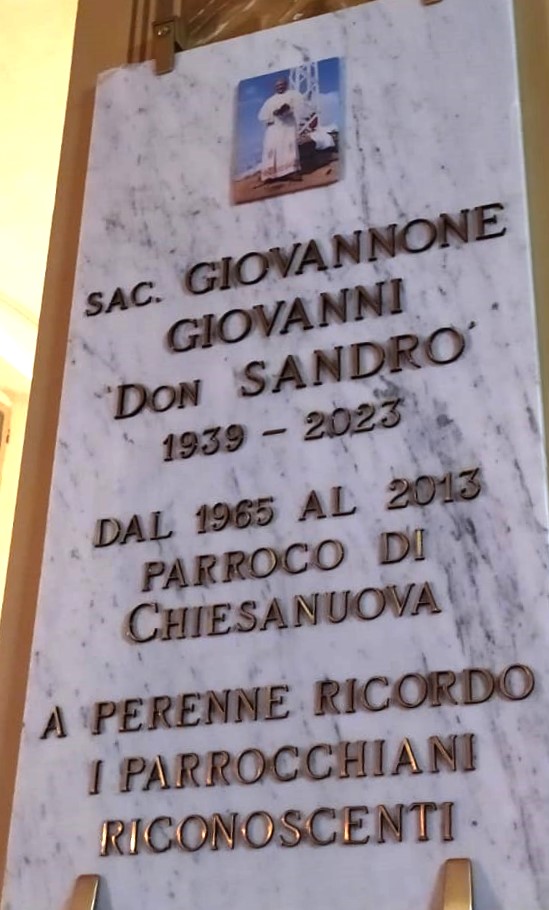 SAC. GIOVANNONE
GIOVANNI
'DON SANDRO'
1939 - 2023
DAL 1965 AL 2013
PARROCO DI
CHIESANUOVA
A PERENNE RICORDO
I PARROCCHIANI
RICONOSCENTI